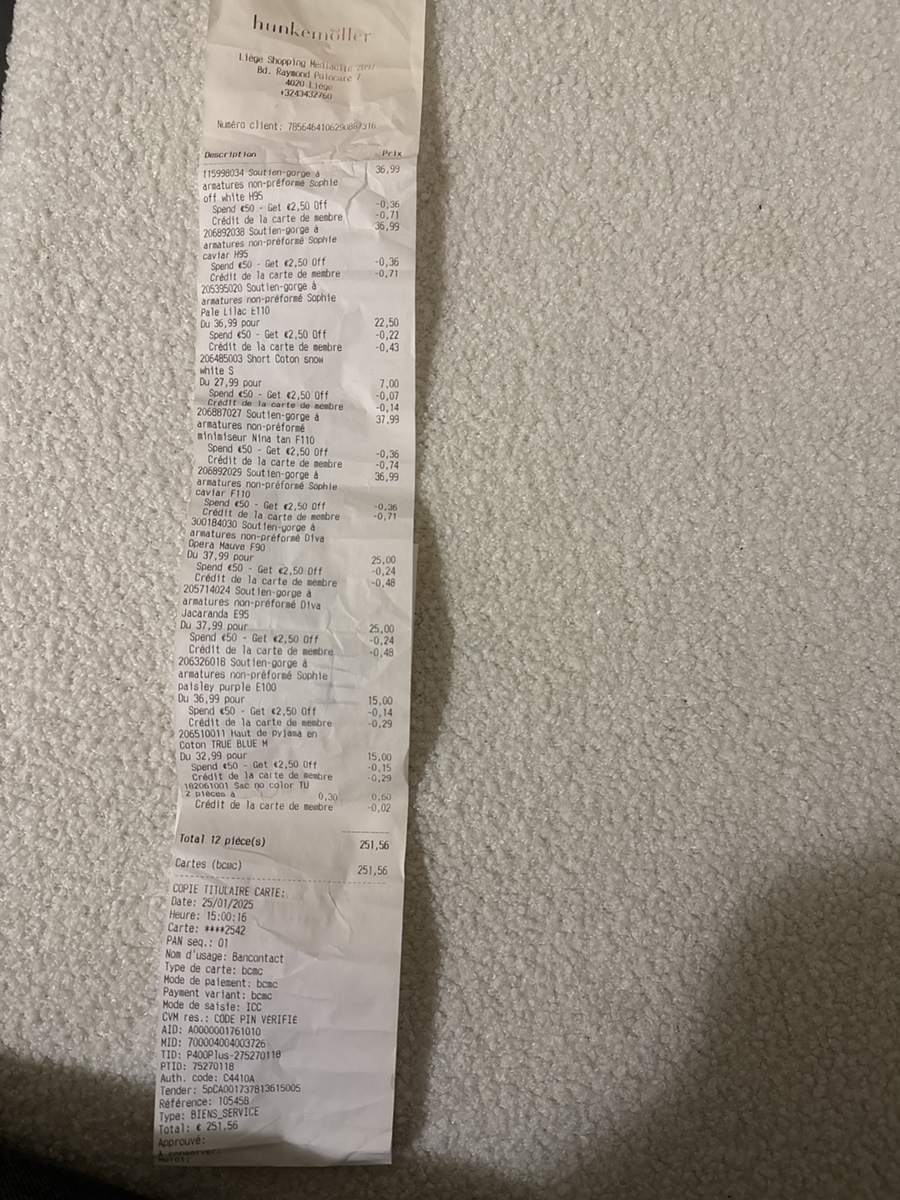 hunkemöller
Liège Shopping Médiacité 2097
Bd. Raymond Poincaré 7
4020 Liège
+3243432760
Numéro client: 7856464106290887316
Description Prix
115998034 Soutien-gorge à 36,99
armatures non-préformé Sophie
off white H95
Spend €50 - Get €2,50 Off -0,36
Crédit de la carte de membre -0,71
206892038 Soutien-gorge à 36,99
armatures non-préformé Sophie
caviar H95
Spend €50 - Get €2,50 Off -0,36
Crédit de la carte de membre -0,71
205395020 Soutien-gorge à
armatures non-préformé Sophie
Pale Lilac E110
Du 36,99 pour 22,50
Spend €50 - Get €2,50 Off -0,22
Crédit de la carte de membre -0,43
206485003 Short Coton snow
white S
Du 27,99 pour 7,00
Spend €50 - Get €2,50 Off -0,07
Crédit de la carte de membre -0,14
206887027 Soutien-gorge à 37,99
armatures non-préformé
minimiseur Nina tan F110
Spend €50 - Get €2,50 Off -0,36
Crédit de la carte de membre -0,74
206892029 Soutien-gorge à 36,99
armatures non-préformé Sophie
caviar F110
Spend €50 - Get €2,50 Off -0,36
Crédit de la carte de membre -0,71
300184030 Soutien-gorge à
armatures non-préformé Diva
Opera Mauve F90
Du 37,99 pour 25,00
Spend €50 - Get €2,50 Off -0,24
Crédit de la carte de membre -0,48
205714024 Soutien-gorge à
armatures non-préformé Diva
Jacaranda E95
Du 37,99 pour 25,00
Spend €50 - Get €2,50 Off -0,24
Crédit de la carte de membre -0,48
206326018 Soutien-gorge à
armatures non-préformé Sophie
paisley purple E100
Du 36,99 pour 15,00
Spend €50 - Get €2,50 Off -0,14
Crédit de la carte de membre -0,29
206510011 Haut de pyjama en
Coton TRUE BLUE M
Du 32,99 pour 15,00
Spend €50 - Get €2,50 Off -0,15
Crédit de la carte de membre -0,29
162061001 Sac no color TU
2 pièces à 0,30 0,60
Crédit de la carte de membre -0,02
Total 12 pièce(s) 251,56
Cartes (bcmc) 251,56
COPIE TITULAIRE CARTE:
Date: 25/01/2025
Heure: 15:00:16
Carte: ****2542
PAN seq.: 01
Nom d'usage: Bancontact
Type de carte: bcmc
Mode de paiement: bcmc
Payment variant: bcmc
Mode de saisie: ICC
CVM res.: CODE PIN VÉRIFIÉ
AID: A0000001761010
MID: 700004004003726
TID: P400Plus-275270118
PTID: 75270118
Auth. code: C4410A
Tender: 5pCA001737813615005
Référence: 105458
Type: BIENS_SERVICE
Total: € 251,56
Approuvé:
À conserver:
Merci!